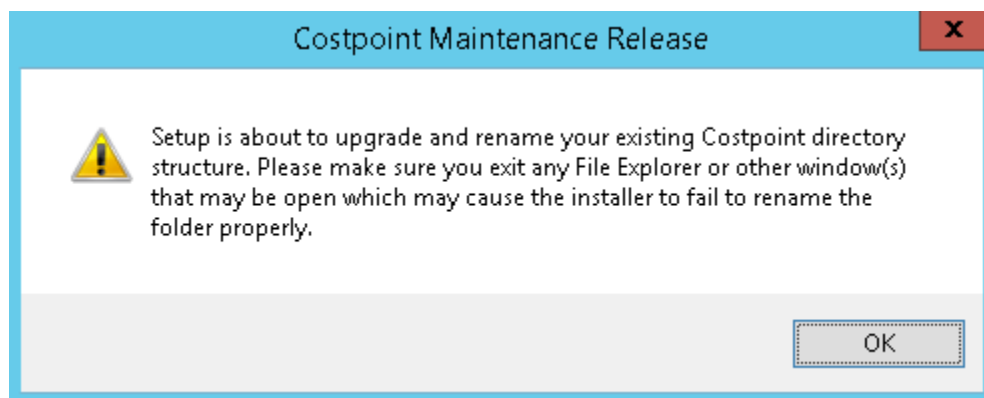 Costpoint Maintenance Release
x
Setup is about to upgrade and rename your existing Costpoint directory
structure. Please make sure you exit any File Explorer or other window(s)
that may be open which may cause the installer to fail to rename the
folder properly.
OK